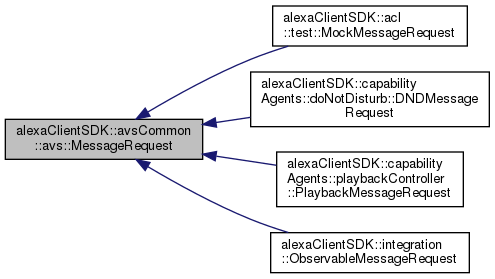 alexaClientSDK::acl
::test::MockMessageRequest
alexaClientSDK::capability
Agents::doNotDisturb::DNDMessage
Request
alexaClientSDK::avsCommon
::avs::MessageRequest
alexaClientSDK::capability
Agents::playbackController
::PlaybackMessageRequest
alexaClientSDK::integration
::ObservableMessageRequest